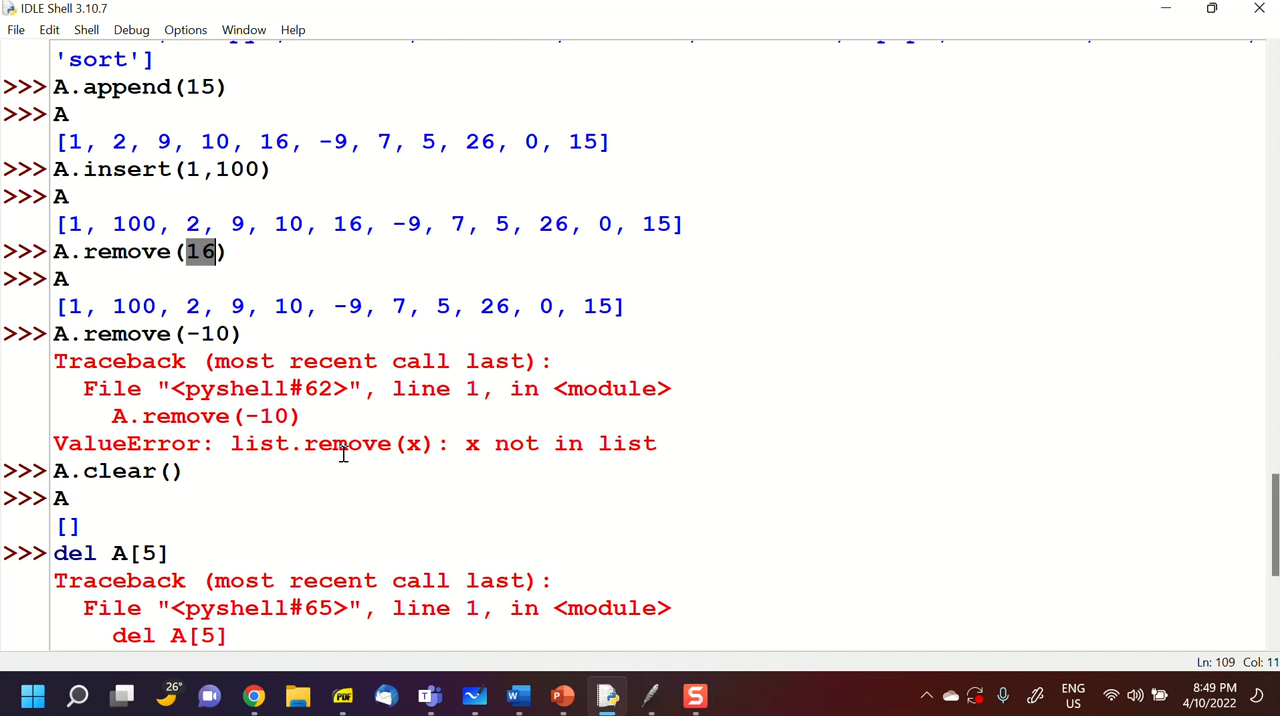 IDLE Shell 3.10.7
File Edit Shell Debug Options Window Help
'sort']
>>> A.append(15)
>>> A
[1, 2, 9, 10, 16, -9, 7, 5, 26, 0, 15]
>>> A.insert(1,100)
>>> A
[1, 100, 2, 9, 10, 16, -9, 7, 5, 26, 0, 15]
>>> A.remove(16)
>>> A
[1, 100, 2, 9, 10, -9, 7, 5, 26, 0, 15]
>>> A.remove(-10)
Traceback (most recent call last):
File "<pyshell#62>", line 1, in <module>
A.remove(-10)
ValueError: list.remove(x): x not in list
>>> A.clear()
>>> A
[]
>>> del A[5]
Traceback (most recent call last):
File "<pyshell#65>", line 1, in <module>
del A[5]
Ln: 109 Col: 11
26°
PDF
W
P
S
ENG
US
8:49 PM
4/10/2022